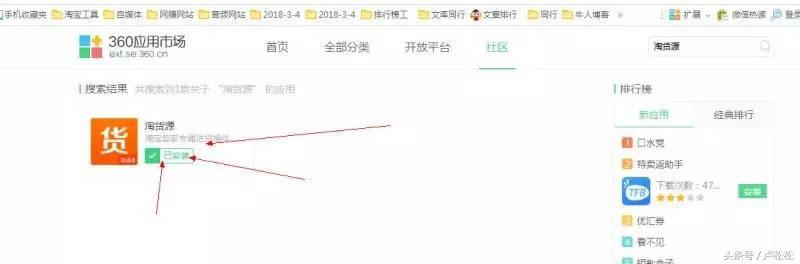 手机收藏夹 淘宝工具 自媒体 网赚网站 音频网站 2018-3-4 2018-3-4 排行榜工 文库同行 文章排行 同行 牛人博客 » 扩展 微信热读 登录管家
360应用市场
ext.se.360.cn
首页 全部分类 开放平台 社区
淘货源
搜索结果 共搜索到1款关于 "淘货源" 的应用
排行榜
货
1688
淘货源
淘宝卖家专属进货插件
已安装
新应用 经典排行
1 口水党
2 特卖返助手
TFB
下载次数:47...
安装
3 优汇券
4 看不见
5
头条号 / 卢松松